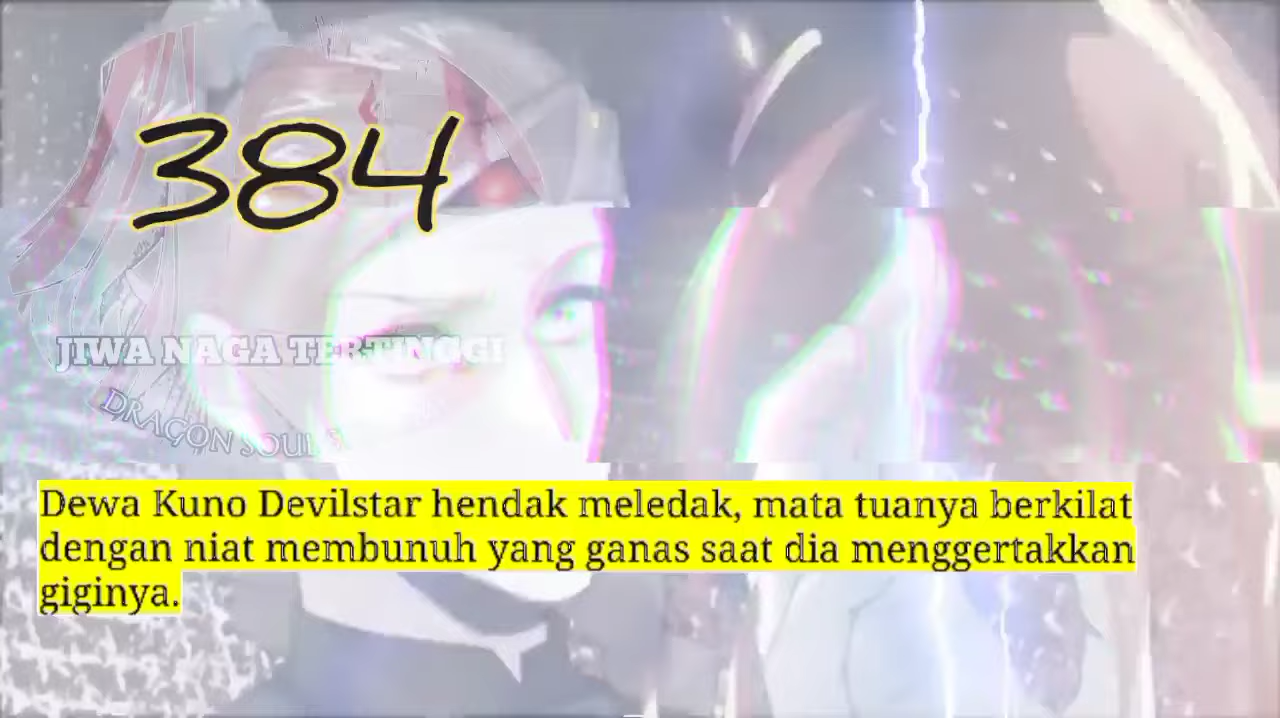 384
JIWA NAGA TERTINGGI
DRAGON SOUL
Dewa Kuno Devilstar hendak meledak, mata tuanya berkilat
dengan niat membunuh yang ganas saat dia menggertakkan
giginya.